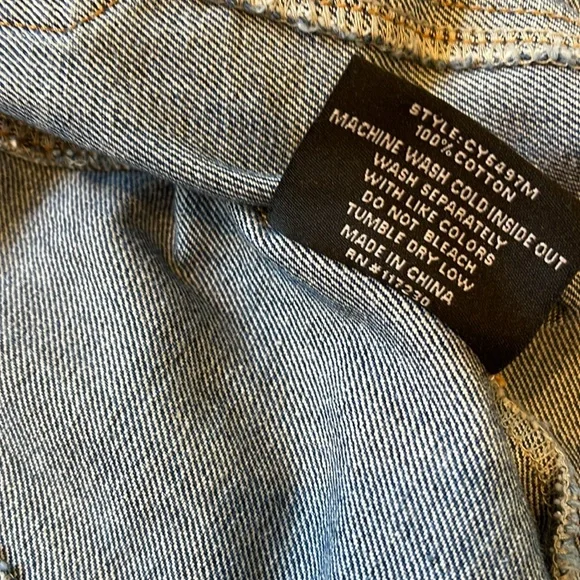 STYLE:CYE497M
100% COTTON
MACHINE WASH COLD INSIDE OUT
WASH SEPARATELY
WITH LIKE COLORS
DO NOT BLEACH
TUMBLE DRY LOW
MADE IN CHINA
RN#117230